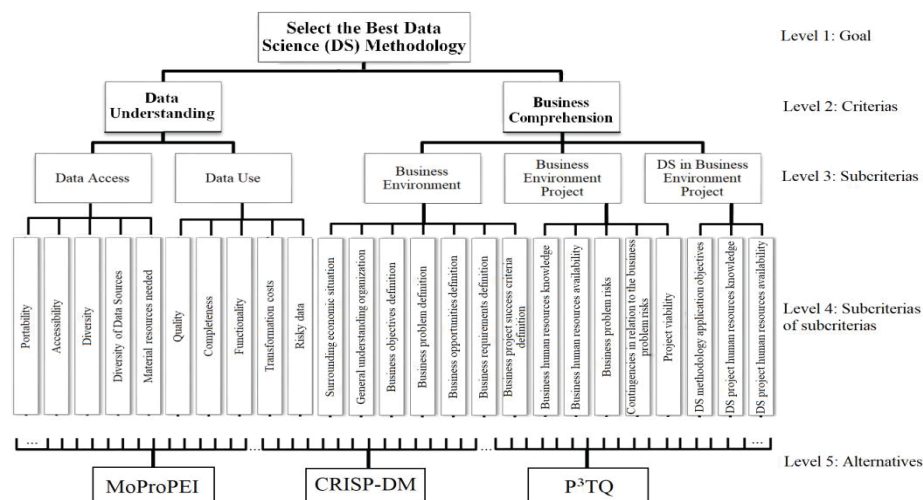 Select the Best Data
Science (DS) Methodology
Level 1: Goal
Data
Understanding
Business
Comprehension
Level 2: Criterias
Data Access
Data Use
Business
Environment
Business
Environment
Project
DS in Business
Environment
Project
Level 3: Subcriterias
Portability
Accessibility
Diversity
Diversity of Data Sources
Material resources needed
Quality
Completeness
Functionality
Transformation costs
Risky data
Surrounding economic situation
General understanding organization
Business objectives definition
Business problem definition
Business opportunities definition
Business requirements definition
Business project success criteria
definition
Business human resources knowledge
Business human resources availability
Business problem risks
Contingencies in relation to the business
problem risks
Project viability
DS methodology application objectives
DS project human resources knowledge
DS project human resources availability
Level 4: Subcriterias
of subcriterias
...
...
...
...
MoProPEI
CRISP-DM
P³TQ
Level 5: Alternatives